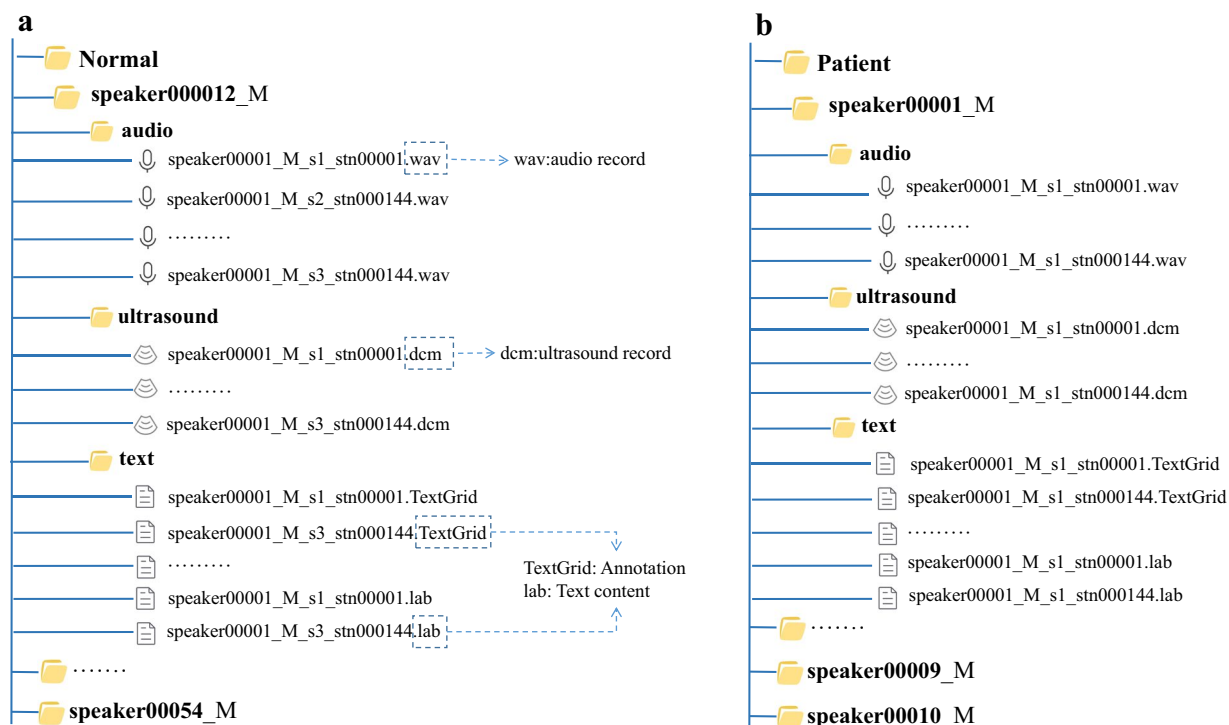 a
Normal
speaker000012_M
audio
speaker00001_M_s1_stn00001.wav
wav:audio record
speaker00001_M_s2_stn000144.wav
.........
speaker00001_M_s3_stn000144.wav
ultrasound
speaker00001_M_s1_stn00001.dcm
dcm:ultrasound record
.........
speaker00001_M_s3_stn000144.dcm
text
speaker00001_M_s1_stn00001.TextGrid
speaker00001_M_s3_stn000144.TextGrid
.........
TextGrid: Annotation
lab: Text content
speaker00001_M_s1_stn00001.lab
speaker00001_M_s3_stn000144.lab
.......
speaker00054_M
b
Patient
speaker00001_M
audio
speaker00001_M_s1_stn00001.wav
.........
speaker00001_M_s1_stn000144.wav
ultrasound
speaker00001_M_s1_stn00001.dcm
.........
speaker00001_M_s1_stn000144.dcm
text
speaker00001_M_s1_stn00001.TextGrid
speaker00001_M_s1_stn000144.TextGrid
.........
speaker00001_M_s1_stn00001.lab
speaker00001_M_s1_stn000144.lab
.......
speaker00009_M
speaker00010_M